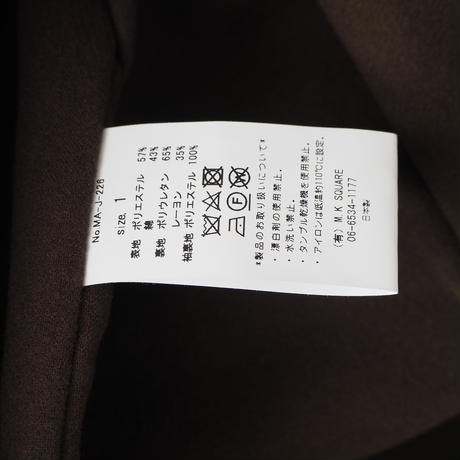 No.MA-J-226
size. 1
表地 ポリエステル 57%
綿 43%
裏地 ポリウレタン 65%
レーヨン 35%
袖裏地 ポリエステル 100%
*製品のお取り扱いについて*
・漂白剤の使用禁止。
・水洗い禁止。
・タンブル乾燥機を使用禁止。
・アイロンは低温約110℃に設定。
(有) M.K SQUARE
06-6534-1177
日本製